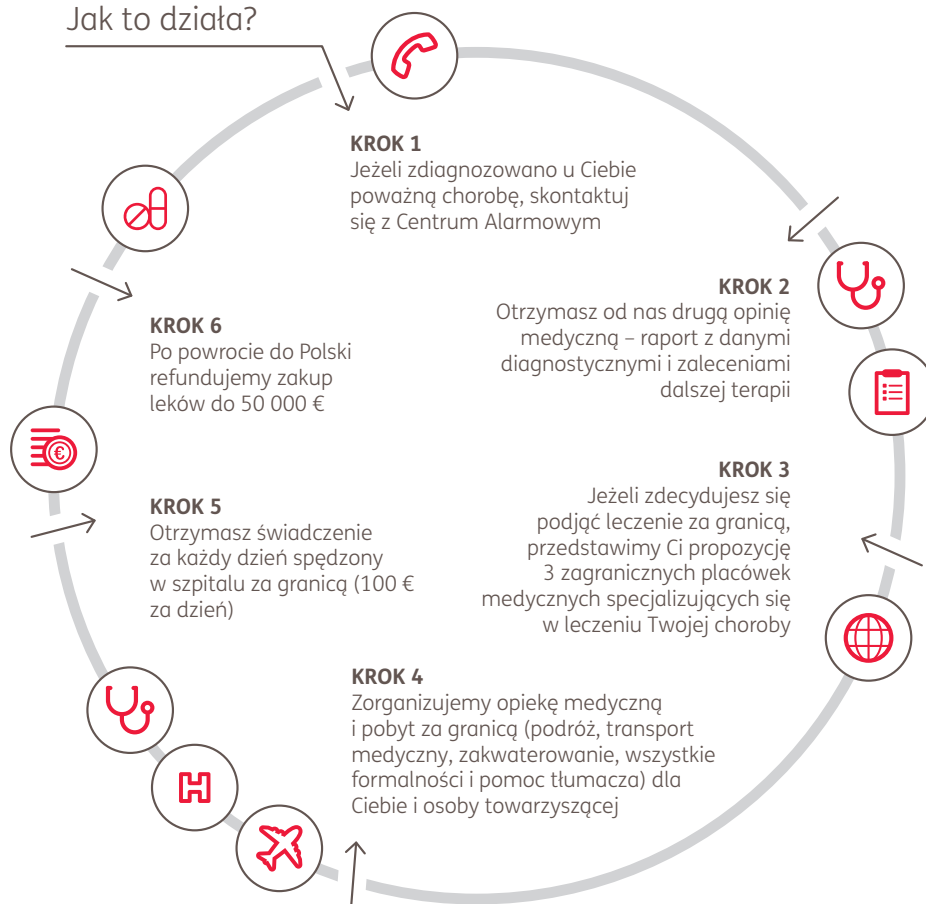 Jak to działa?
KROK 1
Jeżeli zdiagnozowano u Ciebie
poważną chorobę, skontaktuj
się z Centrum Alarmowym
KROK 2
Otrzymasz od nas drugą opinię
medyczną – raport z danymi
diagnostycznymi i zaleceniami
dalszej terapii
KROK 3
Jeżeli zdecydujesz się
podjąć leczenie za granicą,
przedstawimy Ci propozycję
3 zagranicznych placówek
medycznych specjalizujących się
w leczeniu Twojej choroby
KROK 4
Zorganizujemy opiekę medyczną
i pobyt za granicą (podróż, transport
medyczny, zakwaterowanie, wszystkie
formalności i pomoc tłumacza) dla
Ciebie i osoby towarzyszącej
KROK 5
Otrzymasz świadczenie
za każdy dzień spędzony
w szpitalu za granicą (100 €
za dzień)
KROK 6
Po powrocie do Polski
refundujemy zakup
leków do 50 000 €
€
H